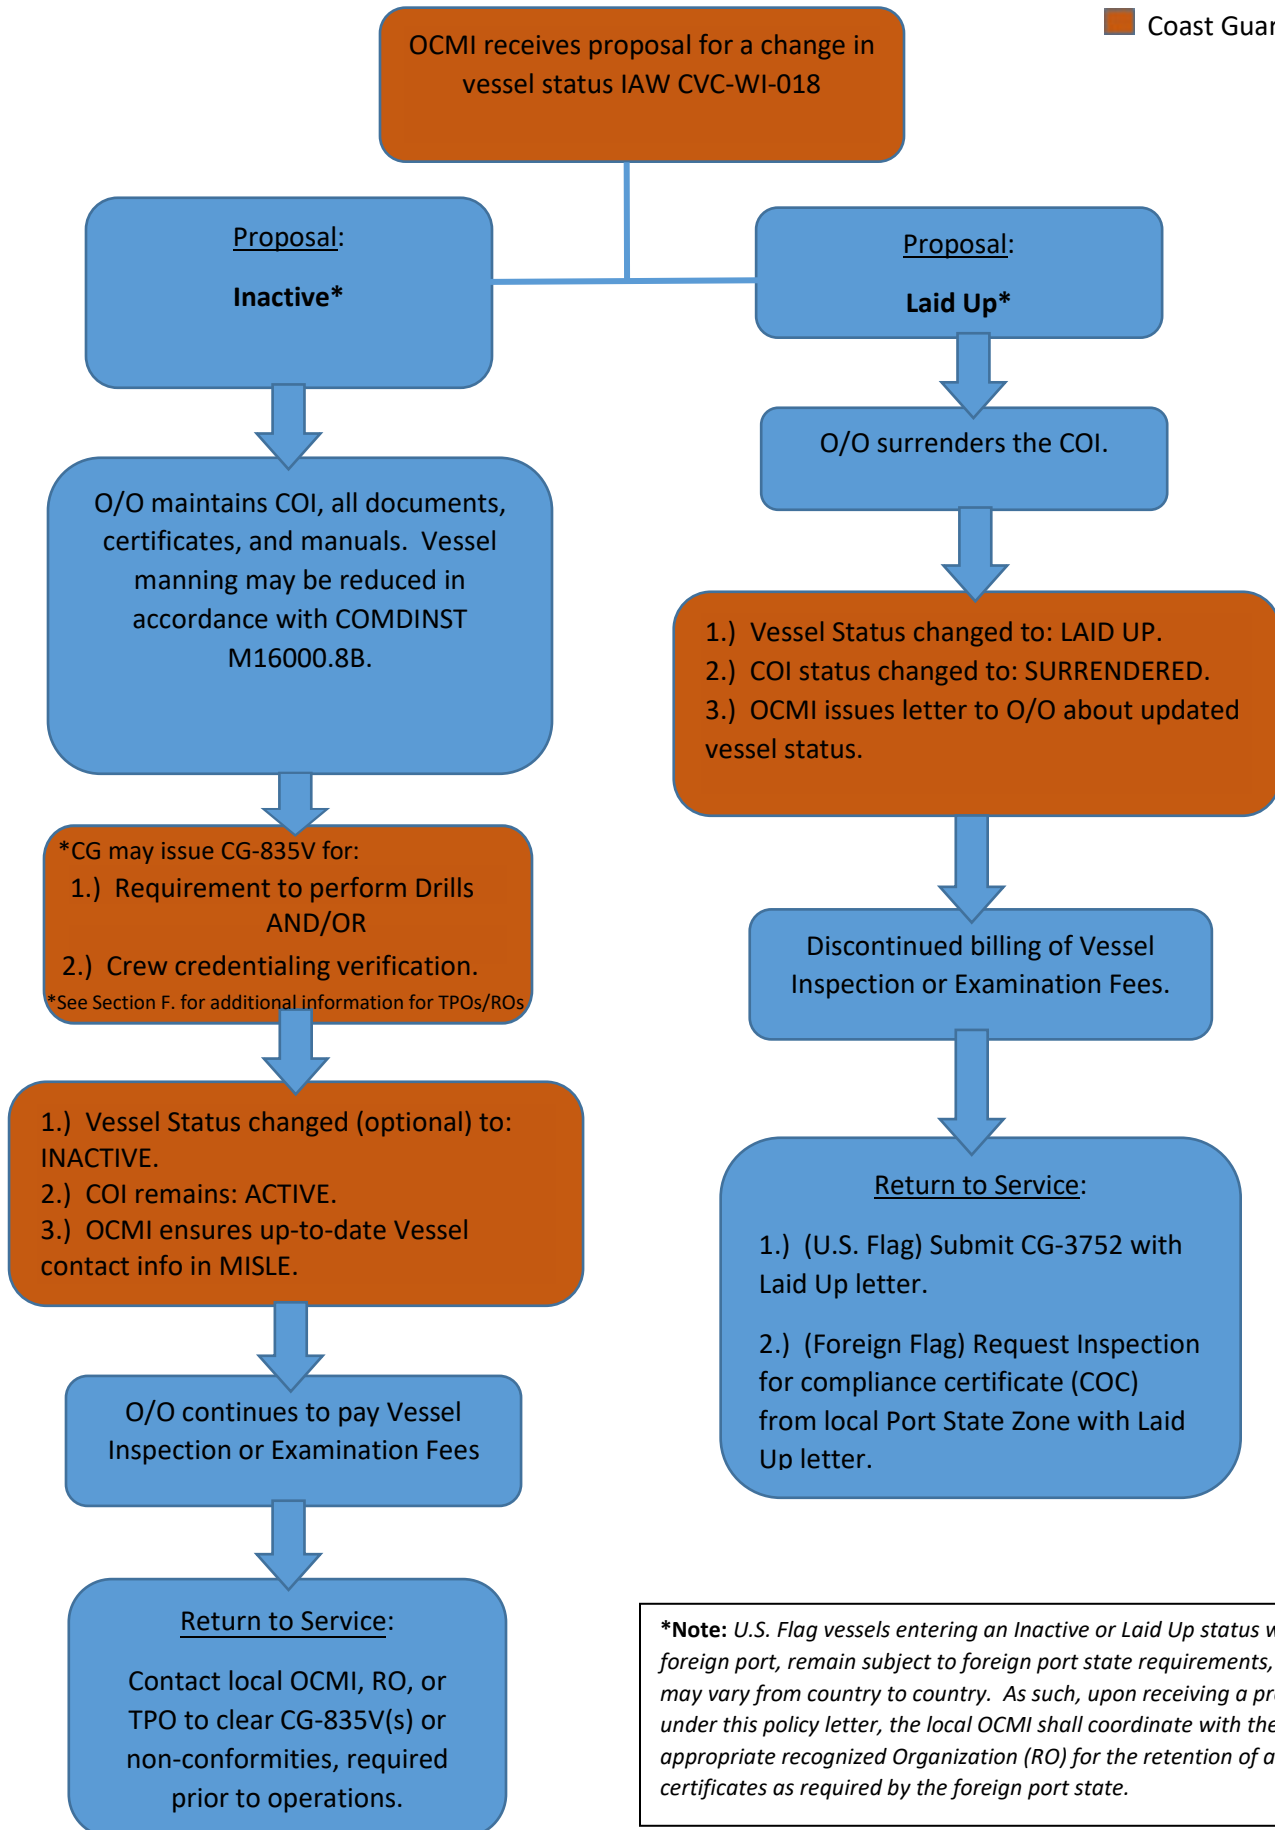 Coast Guar
OCMI receives proposal for a change in
vessel status IAW CVC-WI-018
Proposal:
Inactive*
O/O maintains COI, all documents,
certificates, and manuals. Vessel
manning may be reduced in
accordance with COMDINST
M16000.8B.
*CG may issue CG-835V for:
1.) Requirement to perform Drills
AND/OR
2.) Crew credentialing verification.
*See Section F. for additional information for TPOs/ROs
1.) Vessel Status changed (optional) to:
INACTIVE.
2.) COI remains: ACTIVE.
3.) OCMI ensures up-to-date Vessel
contact info in MISLE.
O/O continues to pay Vessel
Inspection or Examination Fees
Return to Service:
Contact local OCMI, RO, or
TPO to clear CG-835V(s) or
non-conformities, required
prior to operations.
Proposal:
Laid Up*
O/O surrenders the COI.
1.) Vessel Status changed to: LAID UP.
2.) COI status changed to: SURRENDERED.
3.) OCMI issues letter to O/O about updated
vessel status.
Discontinued billing of Vessel
Inspection or Examination Fees.
Return to Service:
1.) (U.S. Flag) Submit CG-3752 with
Laid Up letter.
2.) (Foreign Flag) Request Inspection
for compliance certificate (COC)
from local Port State Zone with Laid
Up letter.
*Note: U.S. Flag vessels entering an Inactive or Laid Up status w
foreign port, remain subject to foreign port state requirements,
may vary from country to country. As such, upon receiving a pr
under this policy letter, the local OCMI shall coordinate with the
appropriate recognized Organization (RO) for the retention of a
certificates as required by the foreign port state.